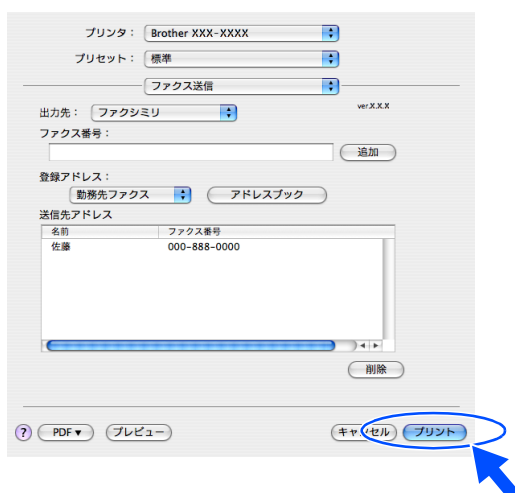 プリンタ： Brother XXX-XXXX
プリセット： 標準
ファクス送信
出力先： ファクシミリ ver.X.X.X
ファクス番号：
追加
登録アドレス：
勤務先ファクス アドレスブック
送信先アドレス
名前 ファクス番号
佐藤 000-888-0000
削除
? PDF▼ プレビュー キャンセル プリント